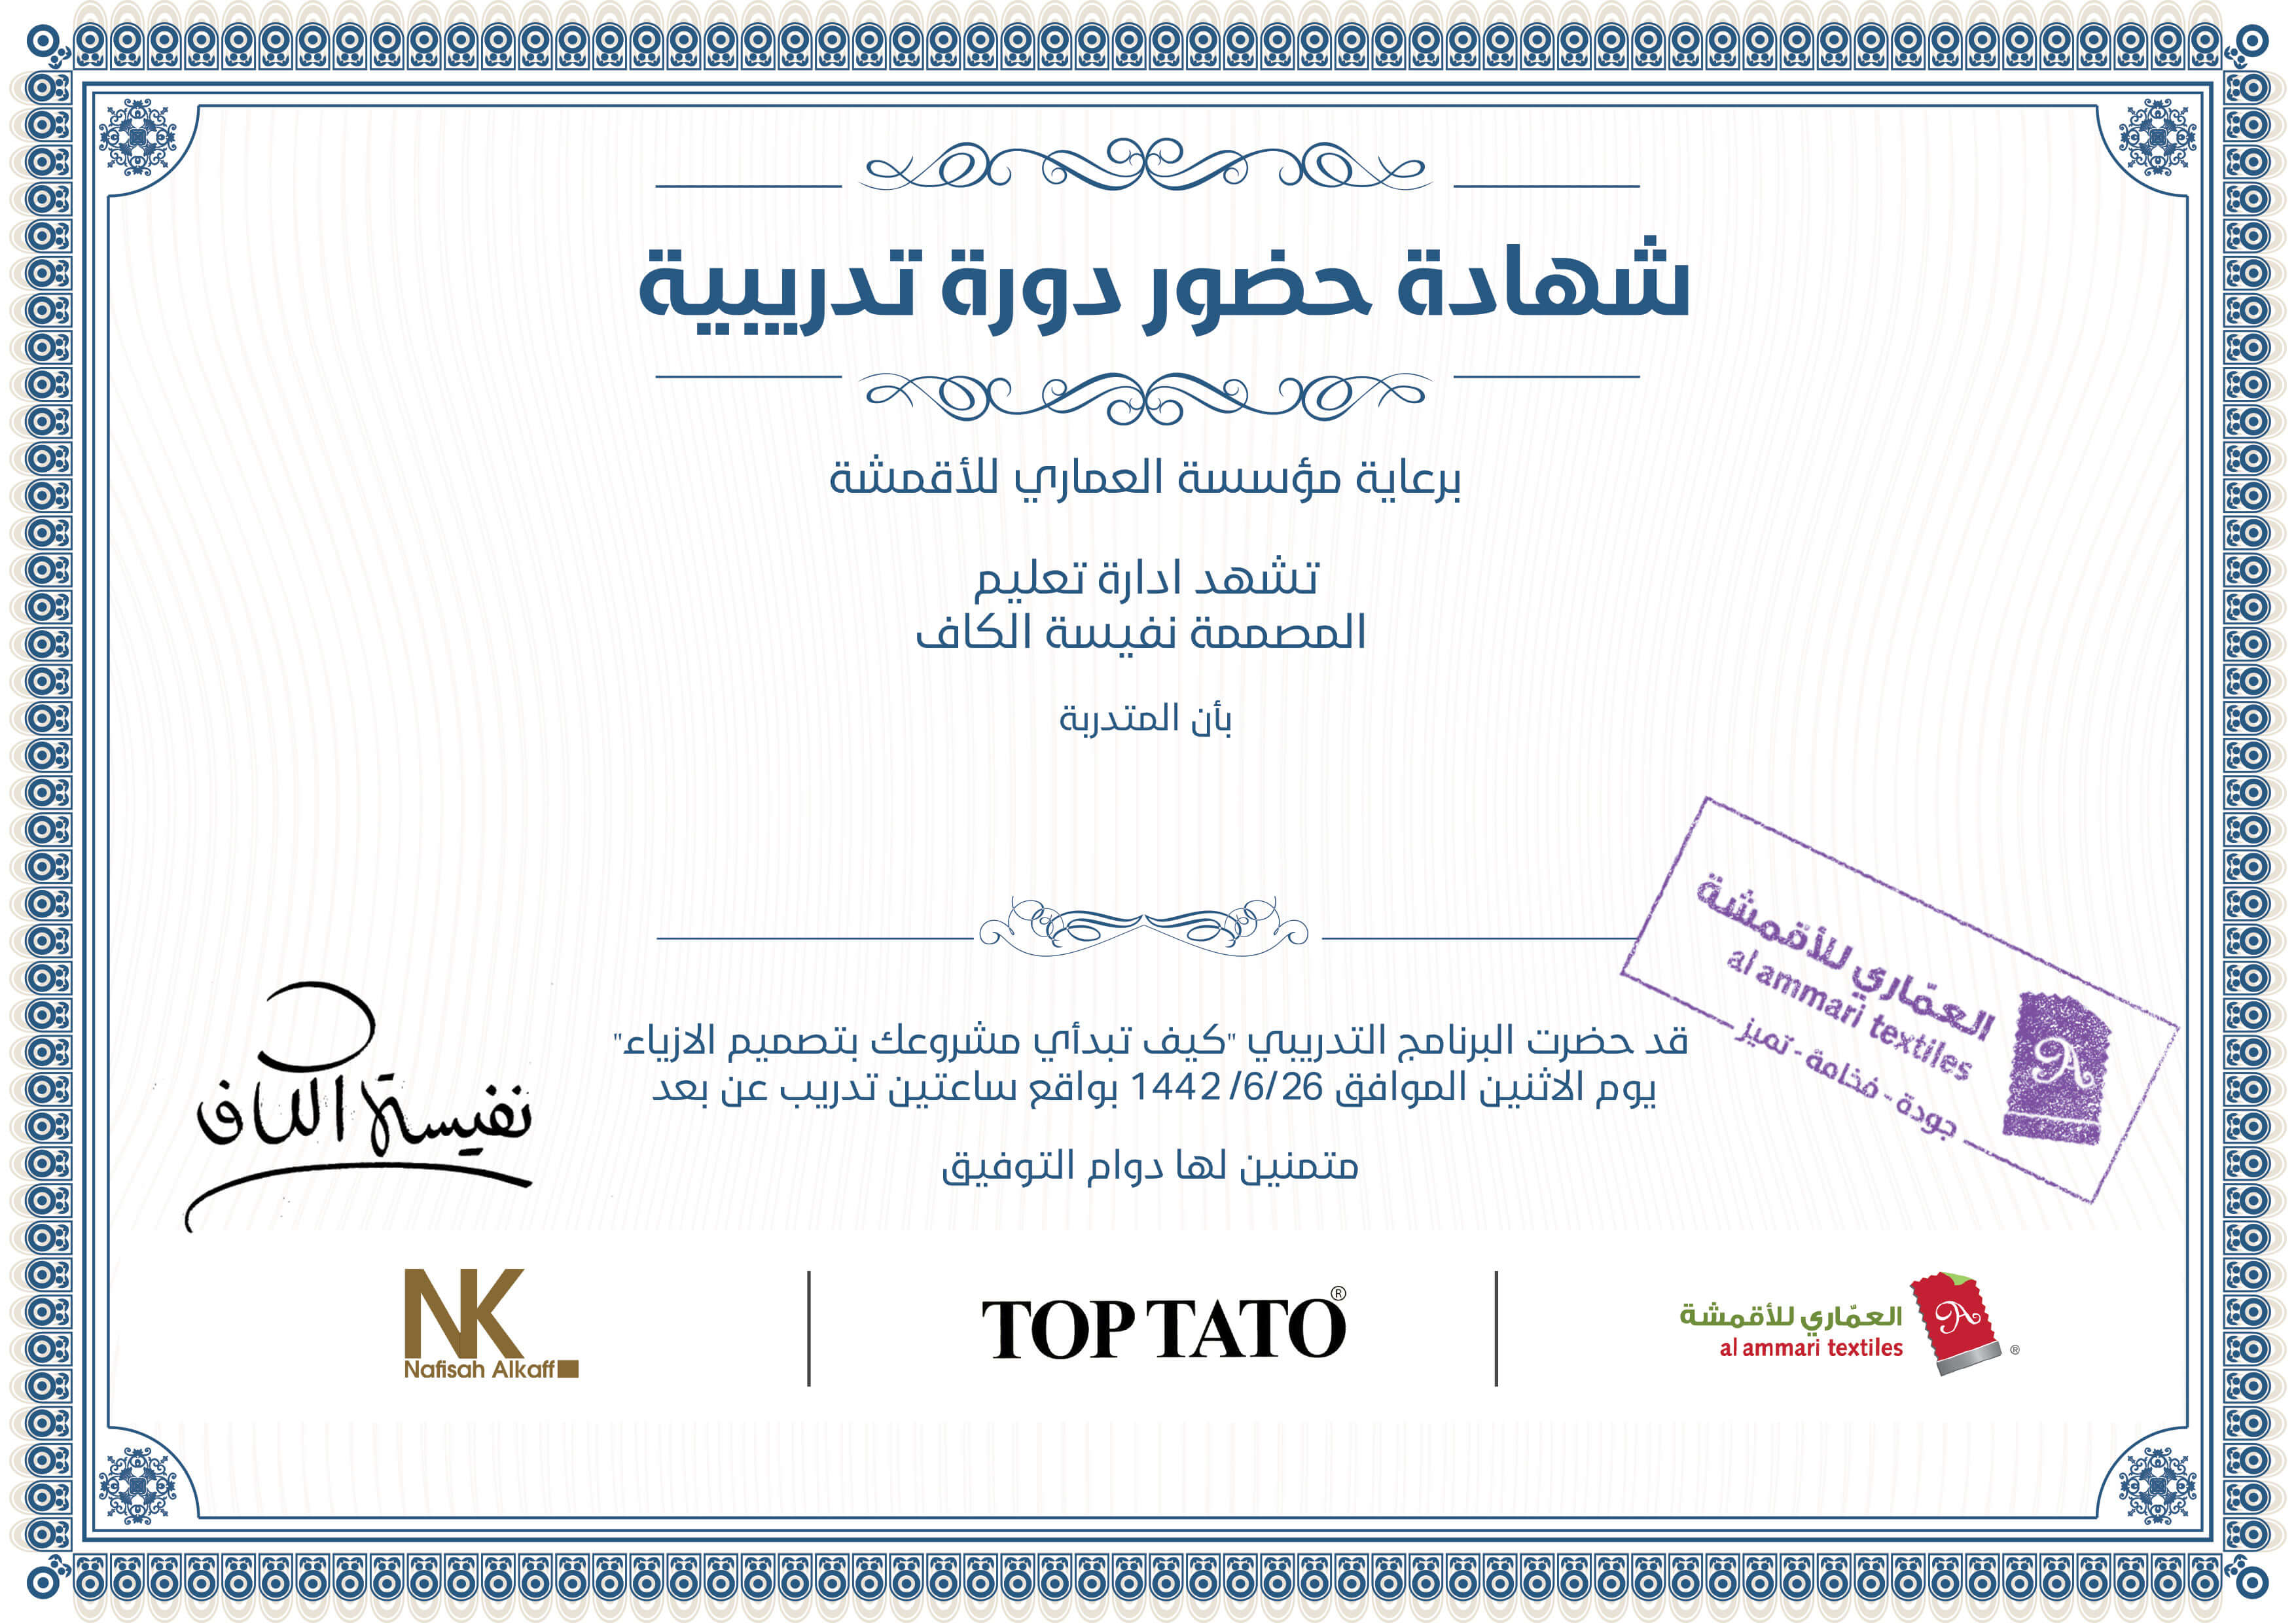 شهادة حضور دورة تدريبية
برعاية مؤسسة العماري للأقمشة
تشهد ادارة تعليم
المصممة نفيسة الكاف
بأن المتدربة
العمّاري للأقمشة
al ammari textiles
جودة - فخامة - تميز
قد حضرت البرنامج التدريبي "كيف تبدأي مشروعك بتصميم الازياء"
يوم الاثنين الموافق 1442/6/26 بواقع ساعتين تدريب عن بعد
متمنين لها دوام التوفيق
نفيسة الكاف
العمّاري للأقمشة
al ammari textiles
®
TOP TATO®
NK
Nafisah Alkaff